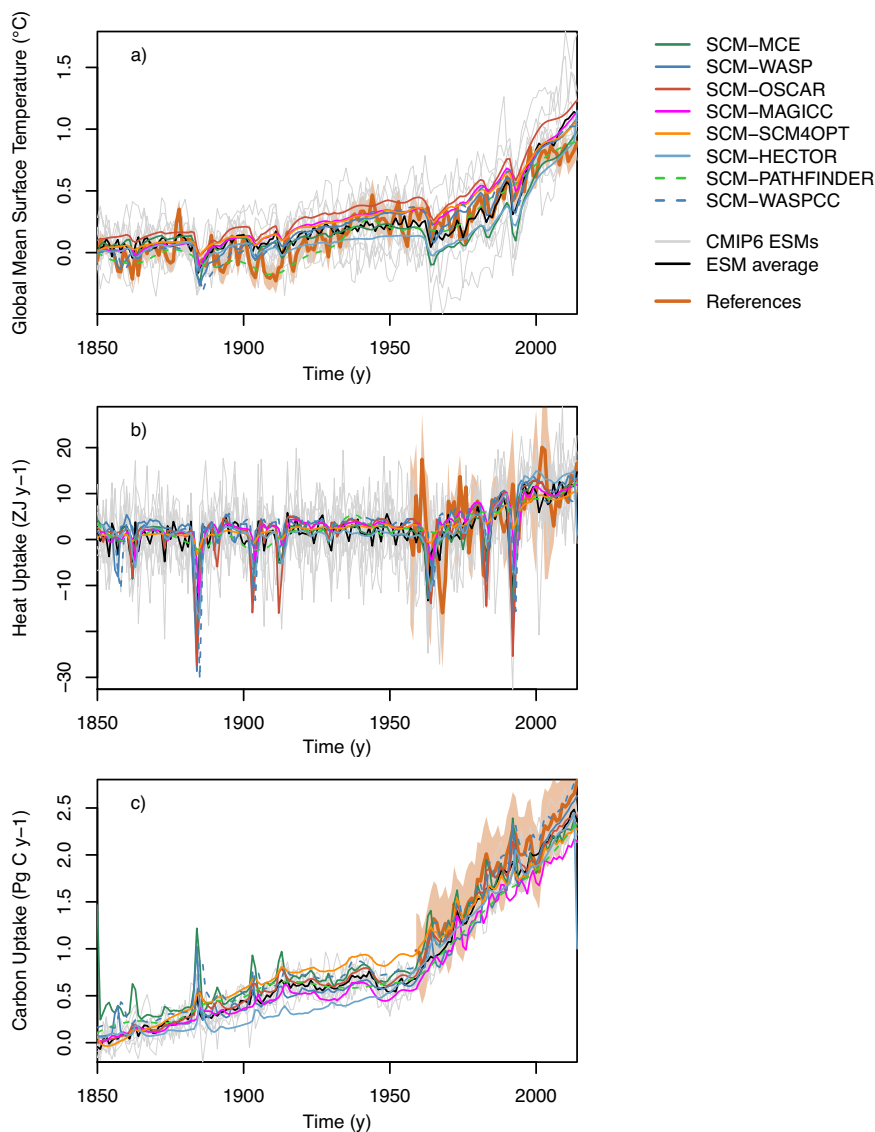 a)
Global Mean Surface Temperature (°C)
1.5
1.0
0.5
0.0
1850
1900
1950
2000
Time (y)
SCM−MCE
SCM−WASP
SCM−OSCAR
SCM−MAGICC
SCM−SCM4OPT
SCM−HECTOR
SCM−PATHFINDER
SCM−WASPCC
CMIP6 ESMs
ESM average
References
b)
Heat Uptake (ZJ y−1)
20
10
0
−10
−30
1850
1900
1950
2000
Time (y)
c)
Carbon Uptake (Pg C y−1)
2.5
2.0
1.5
1.0
0.5
0.0
1850
1900
1950
2000
Time (y)